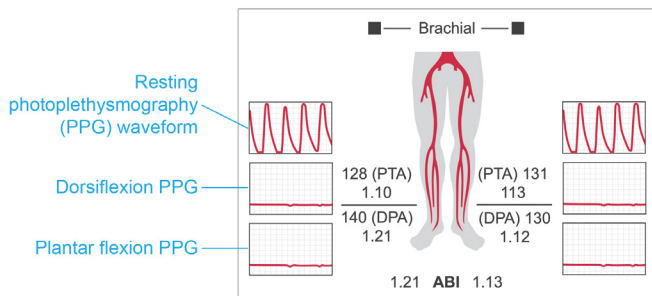 Brachial
Resting
photoplethysmography
(PPG) waveform
Dorsiflexion PPG
Plantar flexion PPG
128 (PTA)
1.10
140 (DPA)
1.21
(PTA) 131
113
(DPA) 130
1.12
1.21 ABI 1.13